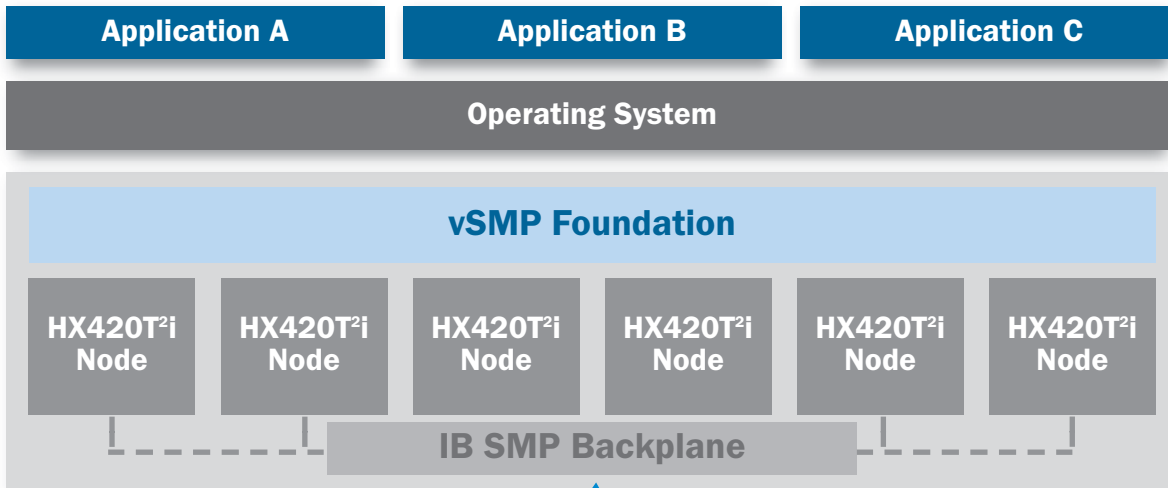 Application A
Application B
Application C
Operating System
vSMP Foundation
HX420T²i
Node
HX420T²i
Node
HX420T²i
Node
HX420T²i
Node
HX420T²i
Node
HX420T²i
Node
IB SMP Backplane